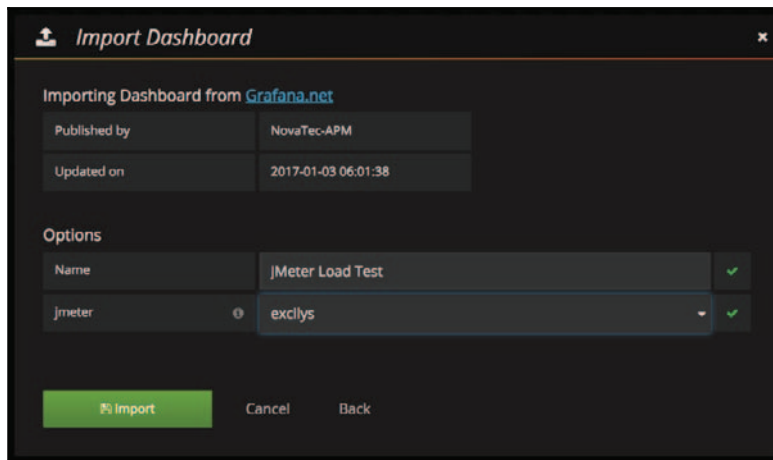 Import Dashboard
Importing Dashboard from Grafana.net
Published by NovaTec-APM
Updated on 2017-01-03 06:01:38
Options
Name JMeter Load Test
jmeter excllys
Import Cancel Back